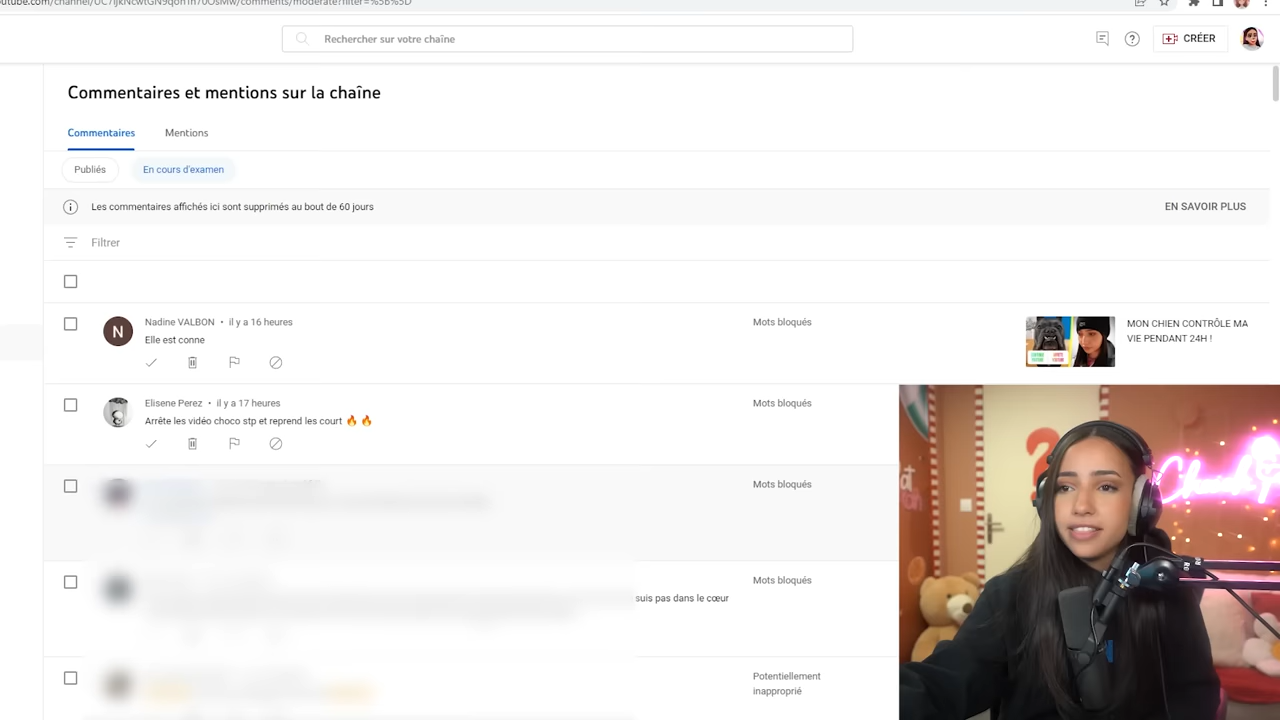 Rechercher sur votre chaîne
CRÉER
Commentaires et mentions sur la chaîne
Commentaires
Mentions
Publiés
En cours d'examen
Les commentaires affichés ici sont supprimés au bout de 60 jours
EN SAVOIR PLUS
Filtrer
N
Nadine VALBON • il y a 16 heures
Elle est conne
Mots bloqués
MON CHIEN CONTRÔLE MA
VIE PENDANT 24H !
Elisene Perez • il y a 17 heures
Arrête les vidéo choco stp et reprend les court 🔥 🔥
Mots bloqués
Mots bloqués
Mots bloqués
suis pas dans le cœur
Potentiellement
inapproprié